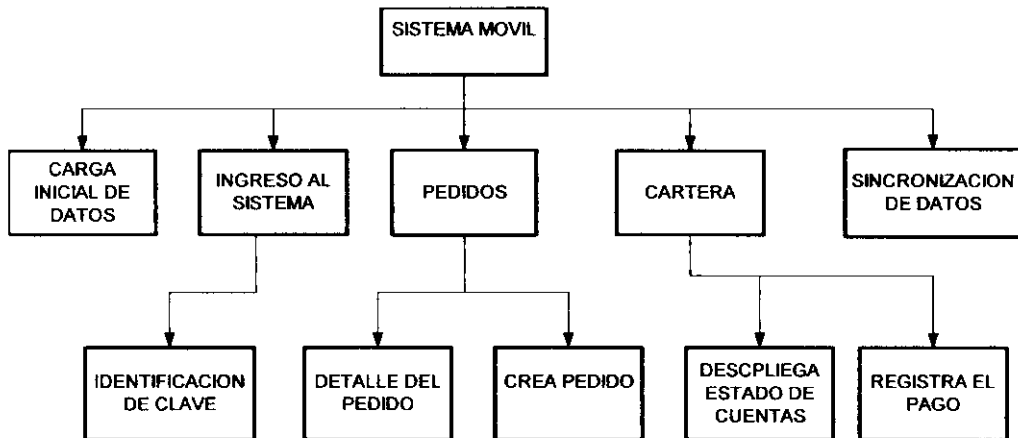 SISTEMA MOVIL
CARGA
INICIAL DE
DATOS
INGRESO AL
SISTEMA
PEDIDOS
CARTERA
SINCRONIZACION
DE DATOS
IDENTIFICACION
DE CLAVE
DETALLE DEL
PEDIDO
CREA PEDIDO
DESCPLIEGA
ESTADO DE
CUENTAS
REGISTRA EL
PAGO